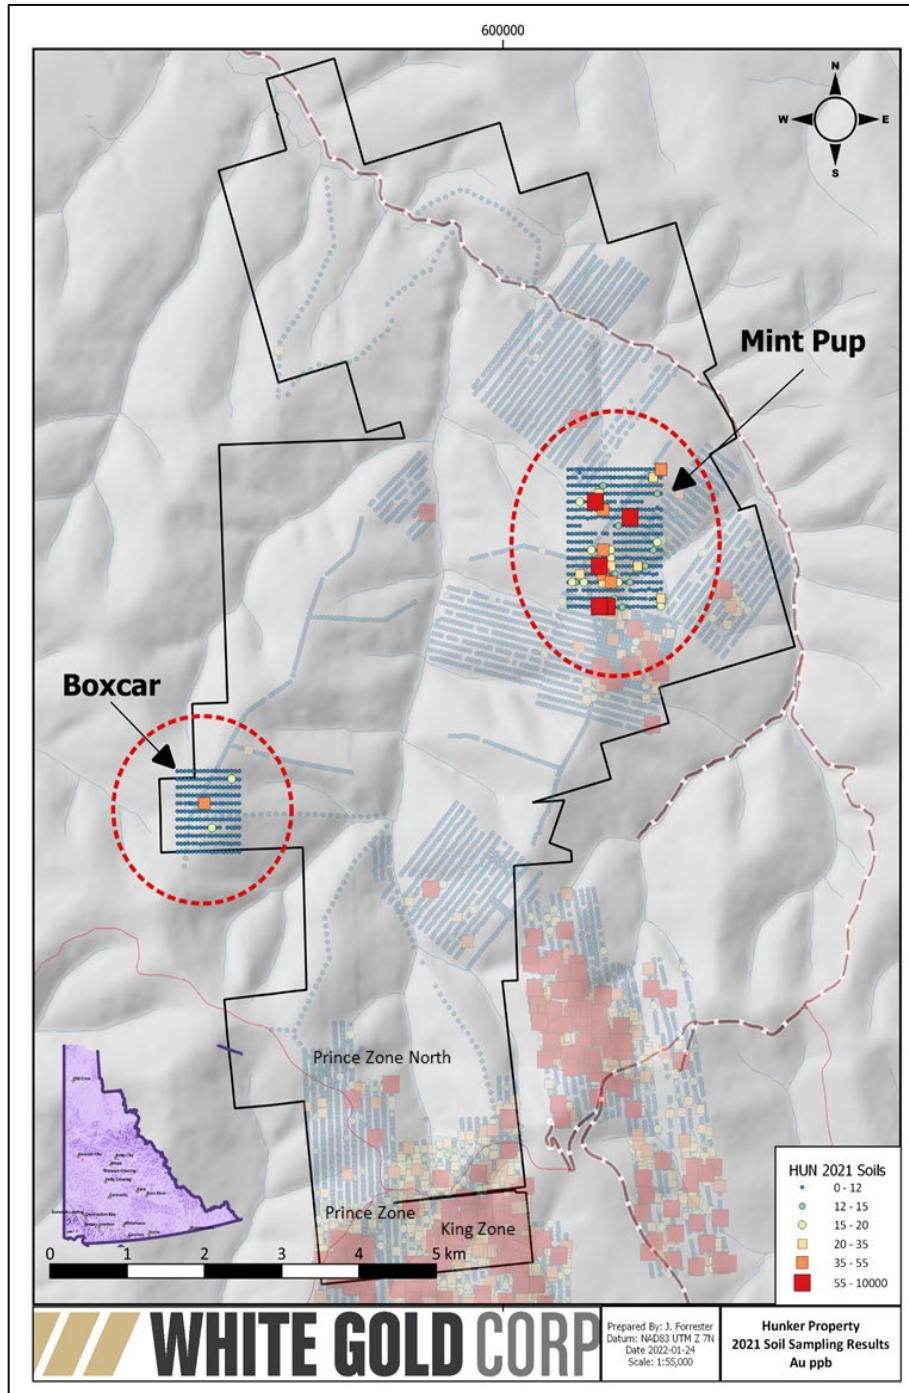 600000
N
W E
S
Mint Pup
Boxcar
Prince Zone North
Prince Zone
King Zone
0 1 2 3 4 5 km
HUN 2021 Soils
0 - 12
12 - 15
15 - 20
20 - 35
35 - 55
55 - 10000
WHITE GOLD CORP
Prepared By: J. Forrester
Datum: NAD83 UTM Z 7N
Date 2022-01-24
Scale: 1:55,000
Hunker Property
2021 Soil Sampling Results
Au ppb